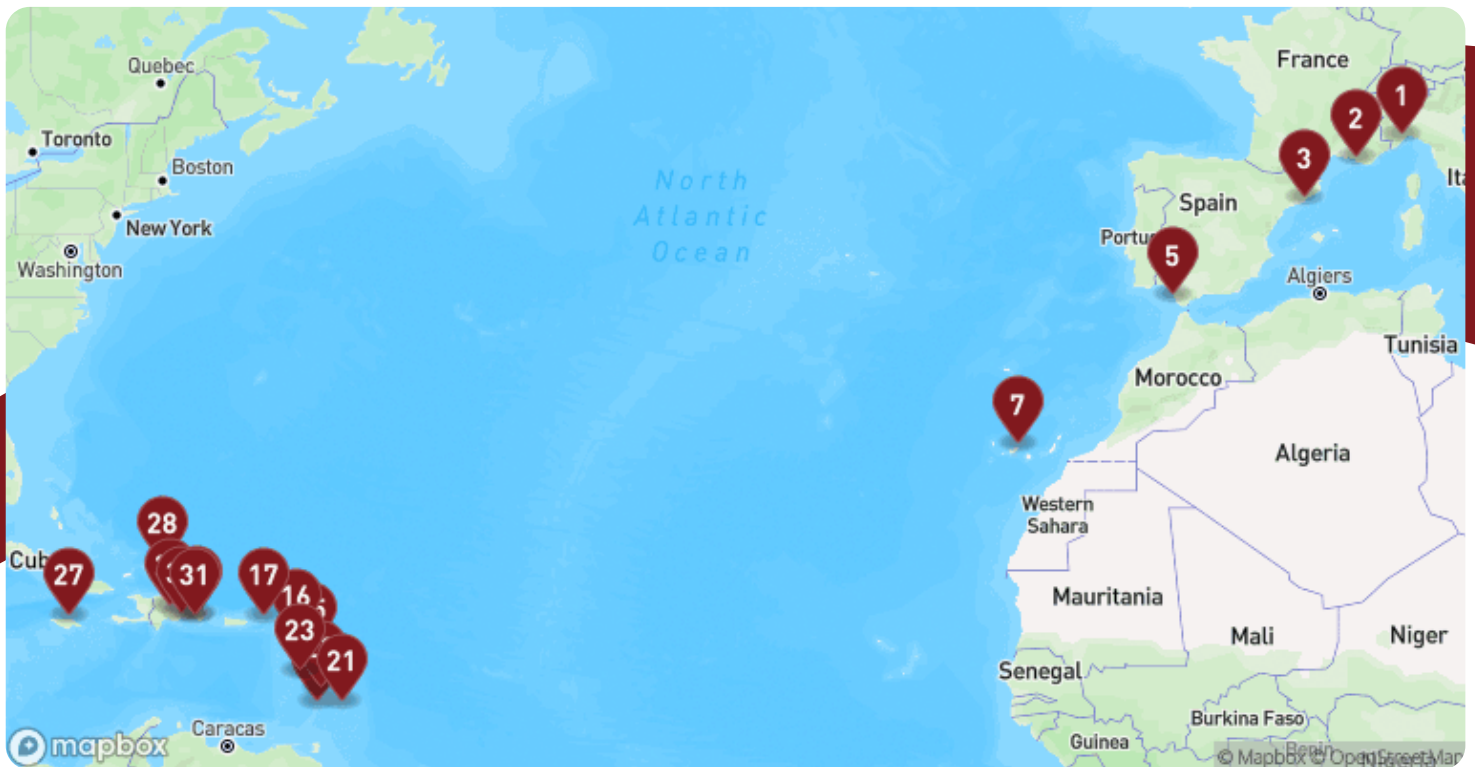 Quebec
Toronto
Boston
New York
Washington
North
Atlantic
Ocean
France
1
2
3
Spain
Portu
5
Algiers
Tunisia
Morocco
7
Algeria
Western
Sahara
28
Cub
27
31
17
16
23
21
Mauritania
Mali
Niger
Senegal
Burkina Faso
Guinea
Benin
Caracas
mapbox
© Mapbox © OpenStreetMap